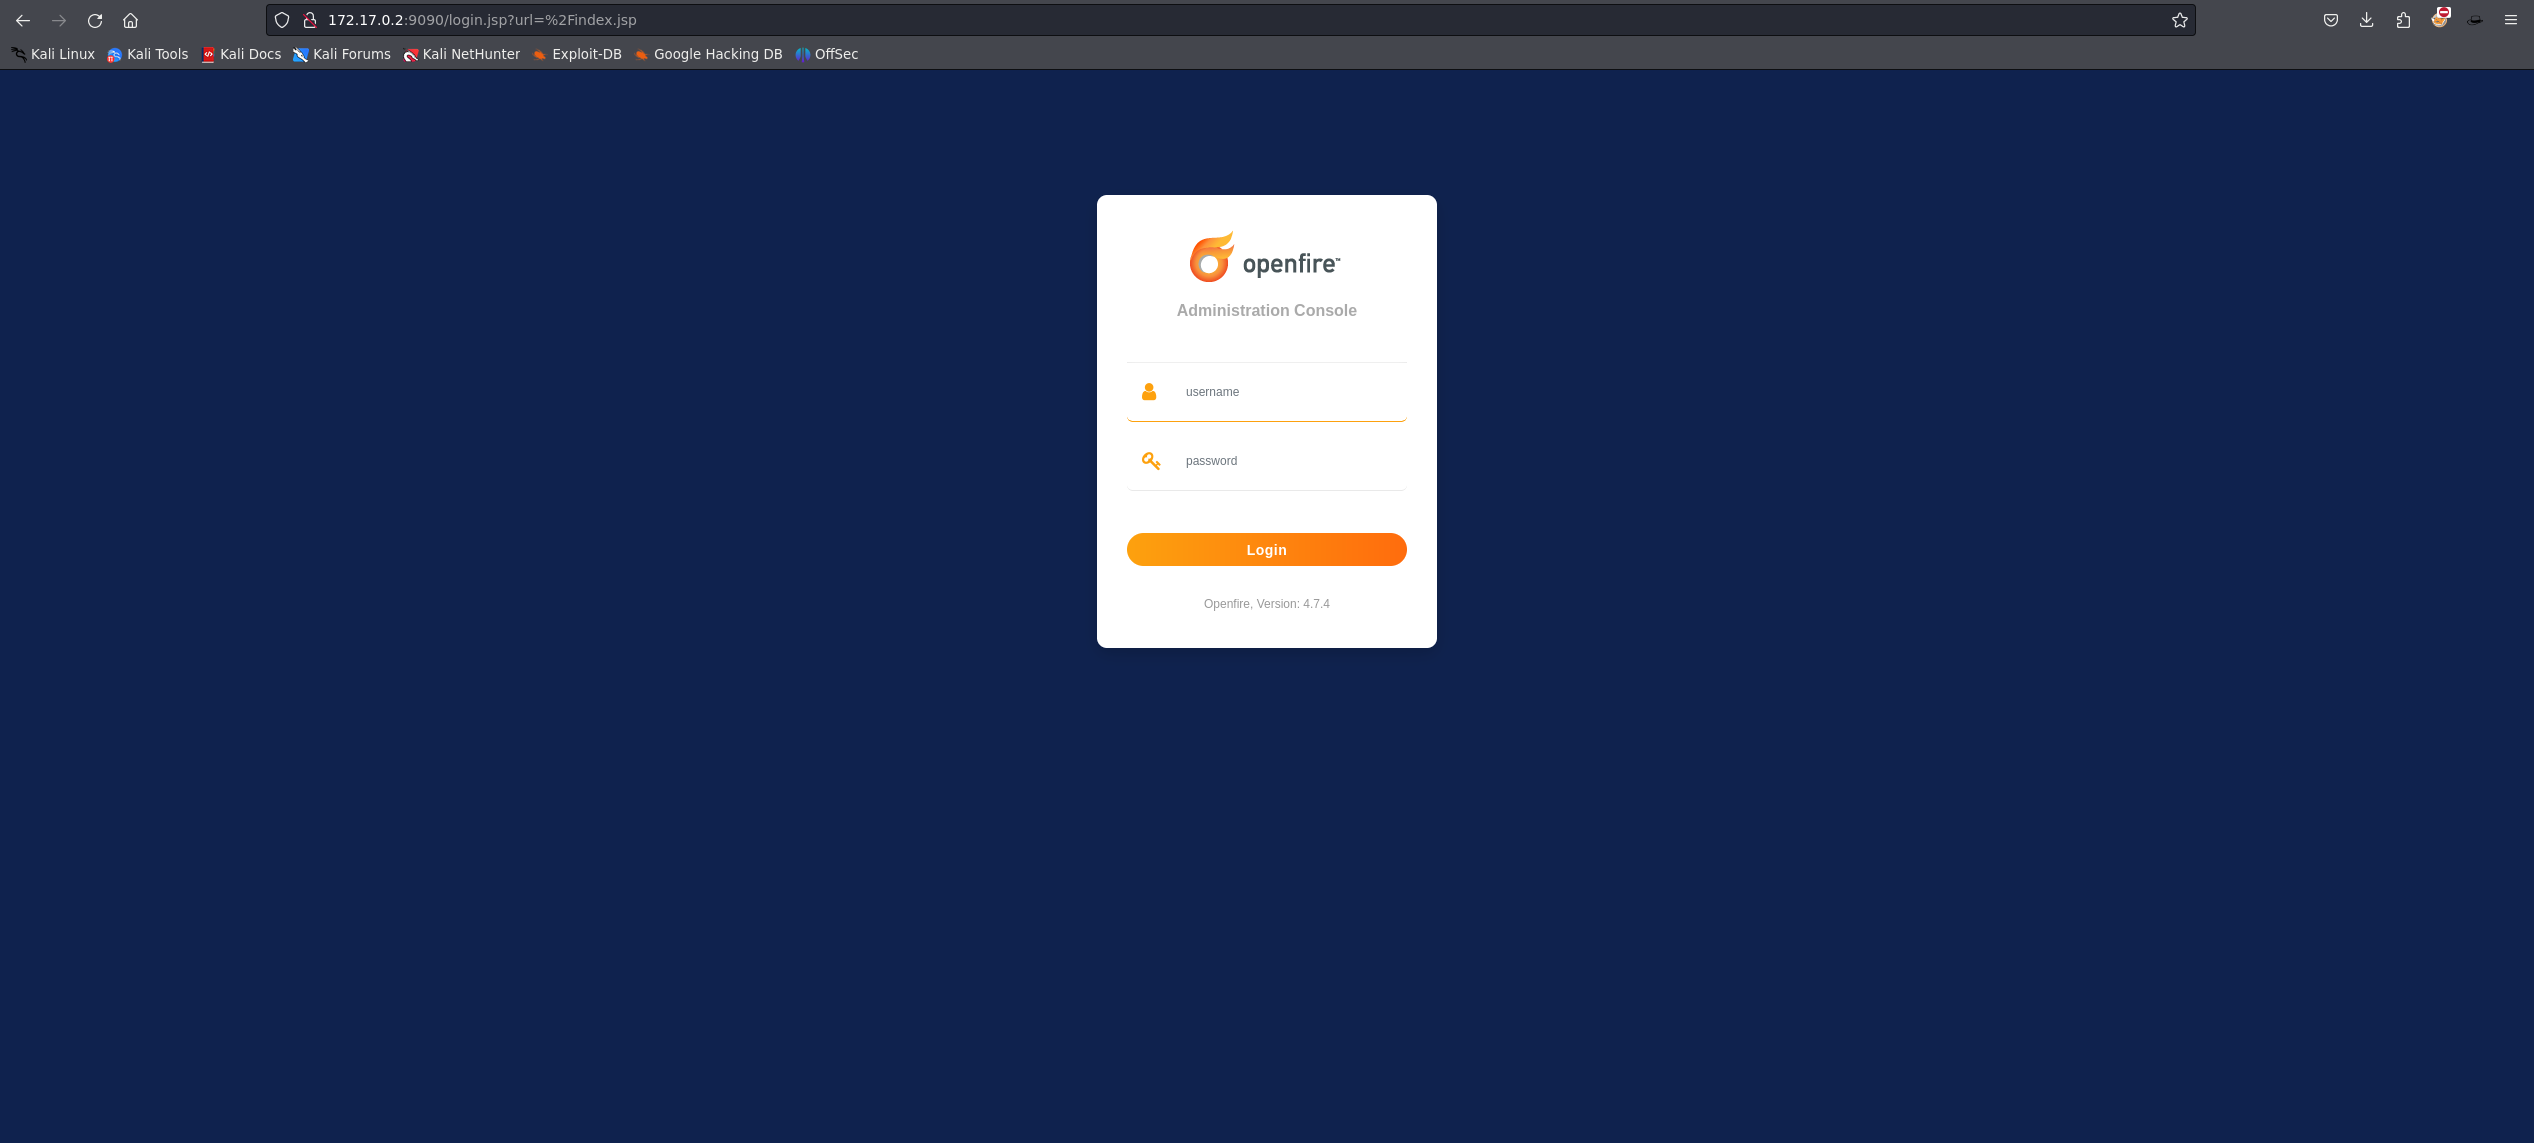 172.17.0.2:9090/login.jsp?url=%2Findex.jsp
Kali Linux Kali Tools Kali Docs Kali Forums Kali NetHunter Exploit-DB Google Hacking DB OffSec
openfire™
Administration Console
username
password
Login
Openfire, Version: 4.7.4